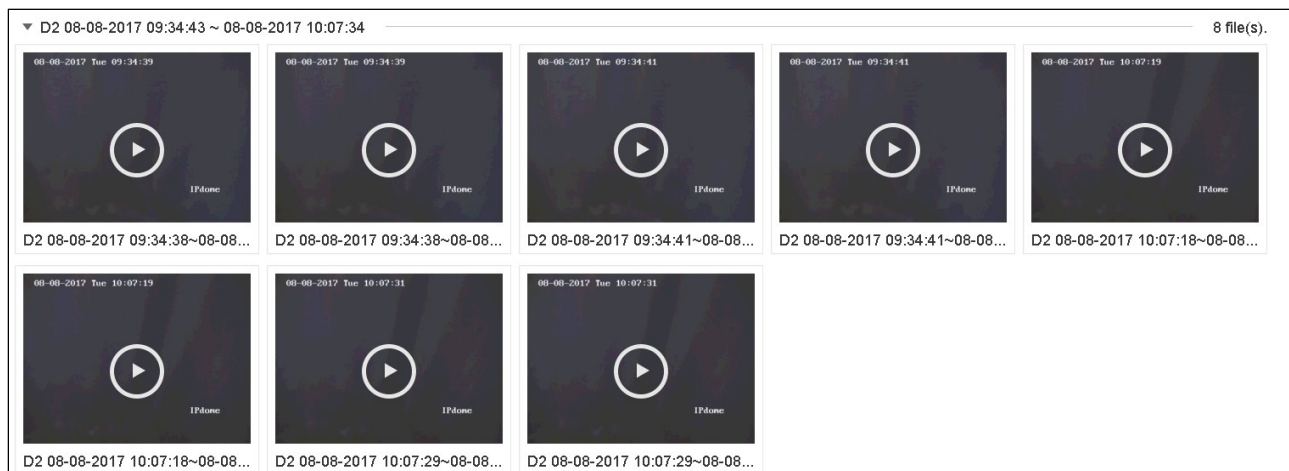 D2 08-08-2017 09:34:43 ~ 08-08-2017 10:07:34 8 file(s).
08-08-2017 Tue 09:34:39
IPdome
D2 08-08-2017 09:34:38~08-08...
08-08-2017 Tue 09:34:39
IPdome
D2 08-08-2017 09:34:38~08-08...
08-08-2017 Tue 09:34:41
IPdome
D2 08-08-2017 09:34:41~08-08...
08-08-2017 Tue 09:34:41
IPdome
D2 08-08-2017 09:34:41~08-08...
08-08-2017 Tue 10:07:19
IPdome
D2 08-08-2017 10:07:18~08-08...
08-08-2017 Tue 10:07:19
IPdome
D2 08-08-2017 10:07:18~08-08...
08-08-2017 Tue 10:07:31
IPdome
D2 08-08-2017 10:07:29~08-08...
08-08-2017 Tue 10:07:31
IPdome
D2 08-08-2017 10:07:29~08-08...